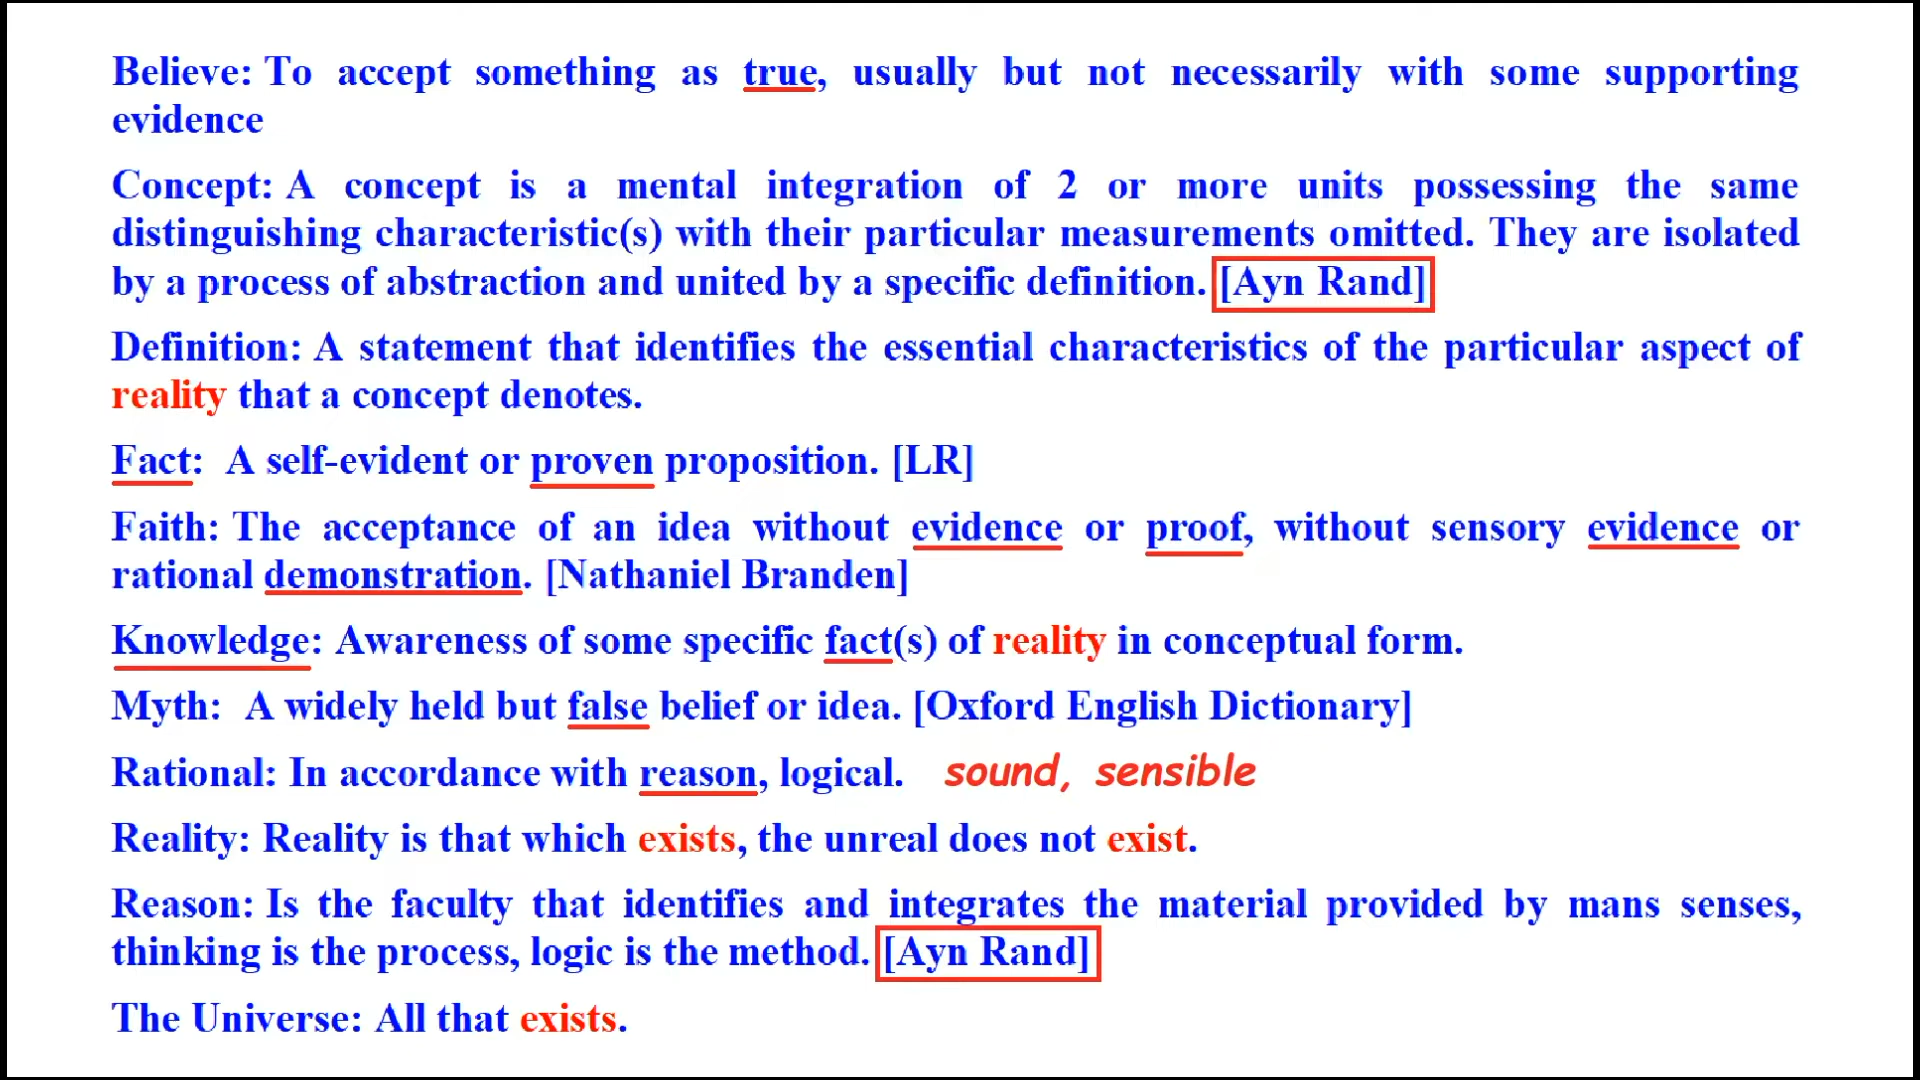 Believe: To accept something as true, usually but not necessarily with some supporting
evidence
Concept: A concept is a mental integration of 2 or more units possessing the same
distinguishing characteristic(s) with their particular measurements omitted. They are isolated
by a process of abstraction and united by a specific definition. [Ayn Rand]
Definition: A statement that identifies the essential characteristics of the particular aspect of
reality that a concept denotes.
Fact: A self-evident or proven proposition. [LR]
Faith: The acceptance of an idea without evidence or proof, without sensory evidence or
rational demonstration. [Nathaniel Branden]
Knowledge: Awareness of some specific fact(s) of reality in conceptual form.
Myth: A widely held but false belief or idea. [Oxford English Dictionary]
Rational: In accordance with reason, logical. sound, sensible
Reality: Reality is that which exists, the unreal does not exist.
Reason: Is the faculty that identifies and integrates the material provided by mans senses,
thinking is the process, logic is the method. [Ayn Rand]
The Universe: All that exists.